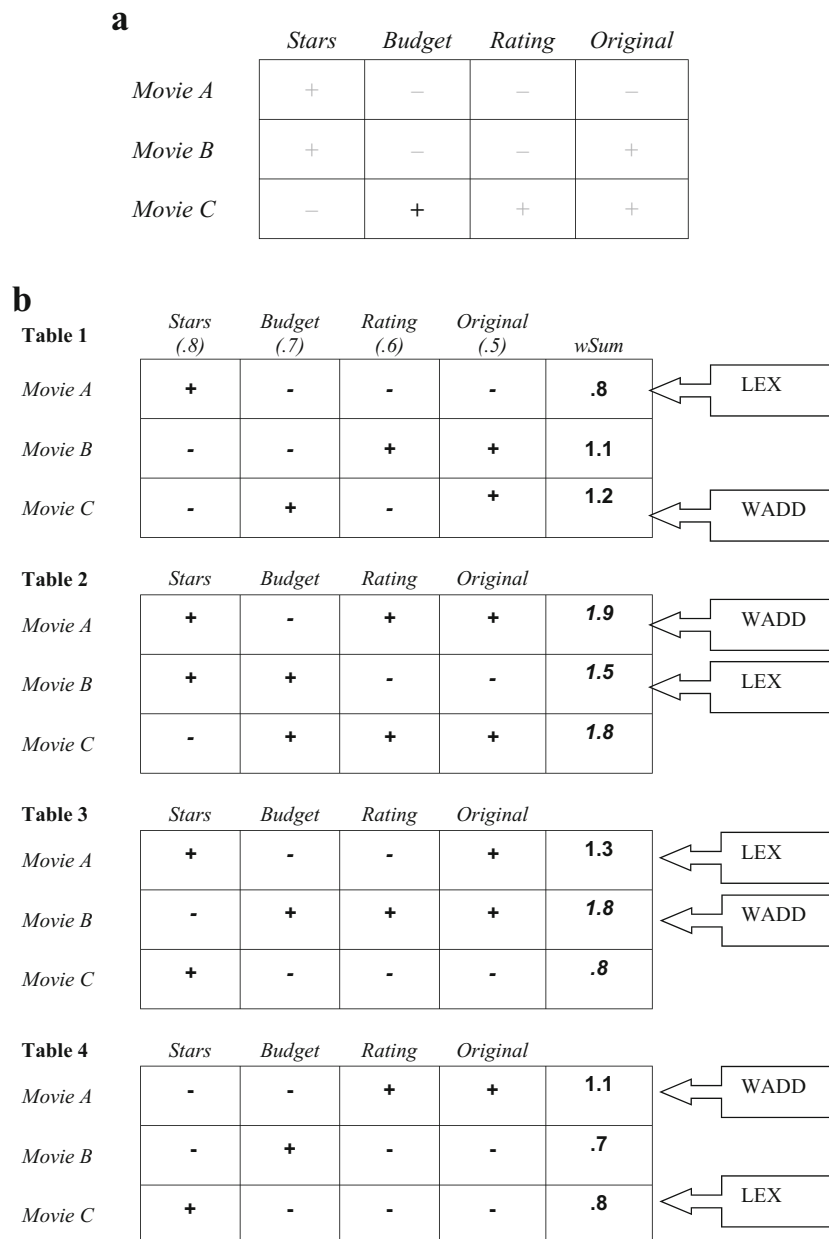 a
Stars Budget Rating Original
Movie A + – – –
Movie B + – – +
Movie C – + + +
b
Table 1 Stars (.8) Budget (.7) Rating (.6) Original (.5) wSum
Movie A + - - - .8 LEX
Movie B - - + + 1.1
Movie C - + - + 1.2 WADD
Table 2 Stars Budget Rating Original
Movie A + - + + 1.9 WADD
Movie B + + - - 1.5 LEX
Movie C - + + + 1.8
Table 3 Stars Budget Rating Original
Movie A + - - + 1.3 LEX
Movie B - + + + 1.8 WADD
Movie C + - - - .8
Table 4 Stars Budget Rating Original
Movie A - - + + 1.1 WADD
Movie B - + - - .7
Movie C + - - - .8 LEX